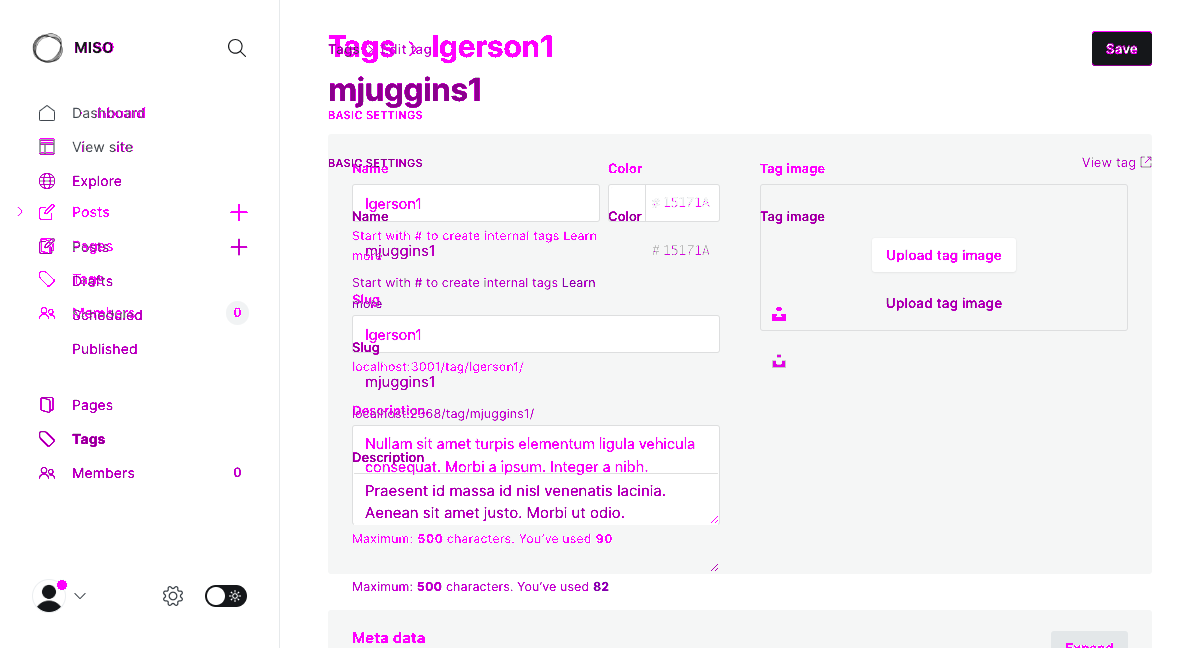 MISO
Dashboard
View site
Explore
Posts
Pages
Posts
Tags
Drafts
Members
Scheduled
0
Published
Pages
Tags
Members
0
Tags
lgerson1
Tags
Edit tag
mjuggins1
Save
BASIC SETTINGS
BASIC SETTINGS
View tag
Name
Color
Tag image
lgerson1
# 15171A
Name
Color
Tag image
Start with # to create internal tags Learn
more
mjuggins1
# 15171A
Upload tag image
Start with # to create internal tags Learn
more
Upload tag image
Slug
lgerson1
Slug
localhost:3001/tag/lgerson1/
mjuggins1
Description
localhost:2368/tag/mjuggins1/
Nullam sit amet turpis elementum ligula vehicula
consequat. Morbi a ipsum. Integer a nibh.
Description
Praesent id massa id nisl venenatis lacinia.
Aenean sit amet justo. Morbi ut odio.
Maximum: 500 characters. You've used 90
Maximum: 500 characters. You've used 82
Meta data
Expand